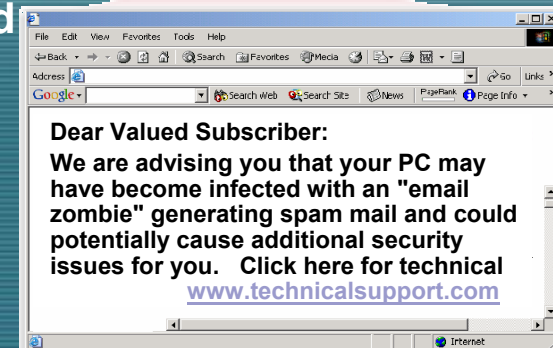 d
File Edit View Favorites Tools Help
Back Search Favorites Media
Address Go Links
Google Search Web Search Site News PageRank Page Info
Dear Valued Subscriber:
We are advising you that your PC may
have become infected with an "email
zombie" generating spam mail and could
potentially cause additional security
issues for you. Click here for technical
www.technicalsupport.com
Internet